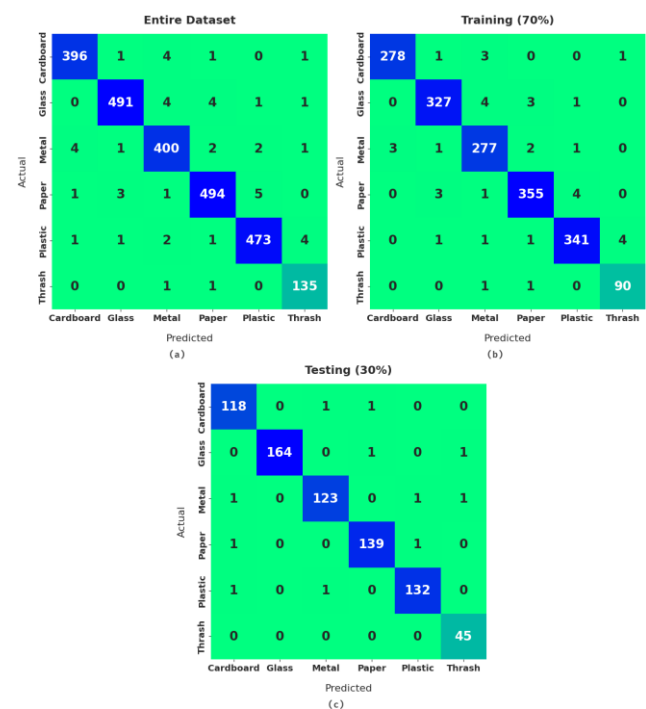 Entire Dataset
Cardboard 396 1 4 1 0 1
Glass 0 491 4 4 1 1
Metal 4 1 400 2 2 1
Paper 1 3 1 494 5 0
Plastic 1 1 2 1 473 4
Thrash 0 0 1 1 0 135
Actual
Cardboard Glass Metal Paper Plastic Thrash
Predicted
(a)
Training (70%)
Cardboard 278 1 3 0 0 1
Glass 0 327 4 3 1 0
Metal 3 1 277 2 1 0
Paper 0 3 1 355 4 0
Plastic 0 1 1 1 341 4
Thrash 0 0 1 1 0 90
Actual
Cardboard Glass Metal Paper Plastic Thrash
Predicted
(b)
Testing (30%)
Cardboard 118 0 1 1 0 0
Glass 0 164 0 1 0 1
Metal 1 0 123 0 1 1
Paper 1 0 0 139 1 0
Plastic 1 0 1 0 132 0
Thrash 0 0 0 0 0 45
Actual
Cardboard Glass Metal Paper Plastic Thrash
Predicted
(c)